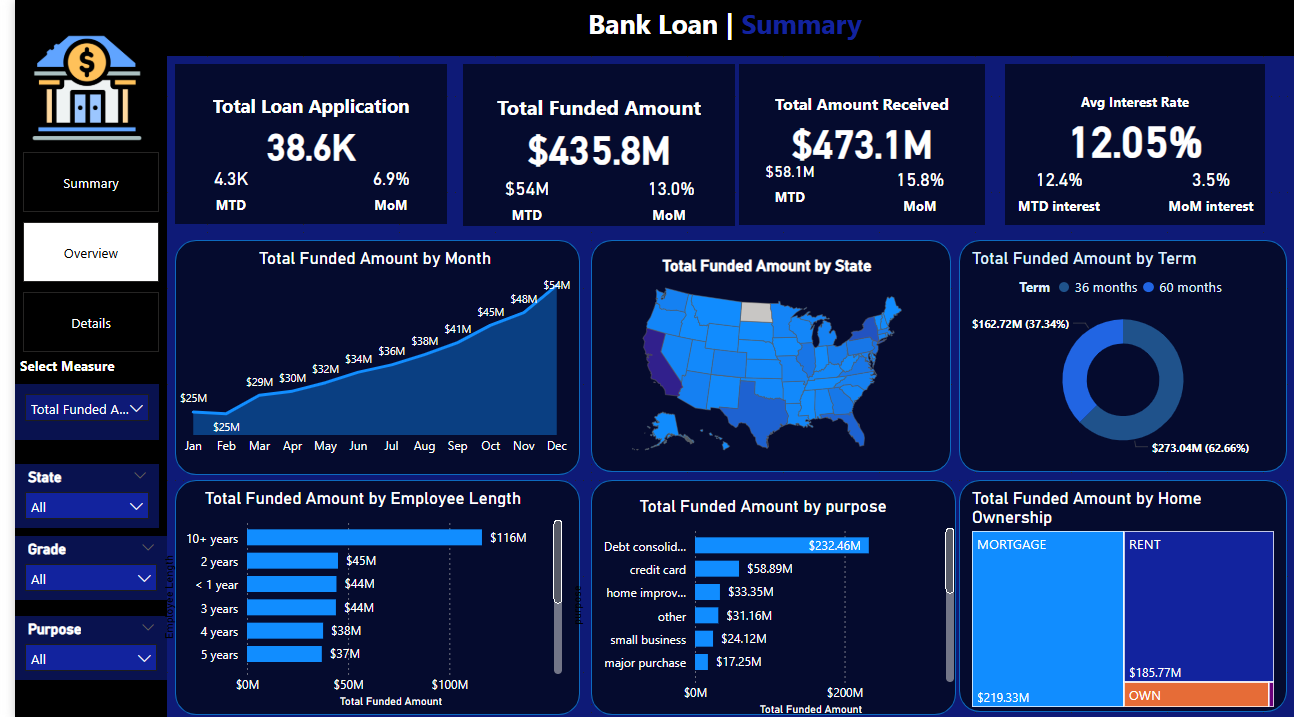 Bank Loan | Summary
$
Summary
Overview
Details
Select Measure
Total Funded A...
State
All
Grade
All
Purpose
All
Total Loan Application
38.6K
4.3K
6.9%
MTD
MoM
Total Funded Amount
$435.8M
$54M
13.0%
MTD
MoM
Total Amount Received
$473.1M
$58.1M
15.8%
MTD
MoM
Avg Interest Rate
12.05%
12.4%
3.5%
MTD interest
MoM interest
Total Funded Amount by Month
$25M
$25M
$29M
$30M
$32M
$34M
$36M
$38M
$41M
$45M
$48M
$54M
Jan Feb Mar Apr May Jun Jul Aug Sep Oct Nov Dec
Total Funded Amount by State
Total Funded Amount by Term
Term 36 months 60 months
$162.72M (37.34%)
$273.04M (62.66%)
Total Funded Amount by Employee Length
Employee Length
10+ years $116M
2 years $45M
< 1 year $44M
3 years $44M
4 years $38M
5 years $37M
$0M $50M $100M
Total Funded Amount
Total Funded Amount by purpose
purpose
Debt consolid... $232.46M
credit card $58.89M
home improv... $33.35M
other $31.16M
small business $24.12M
major purchase $17.25M
$0M $200M
Total Funded Amount
Total Funded Amount by Home
Ownership
MORTGAGE
$219.33M
RENT
$185.77M
OWN